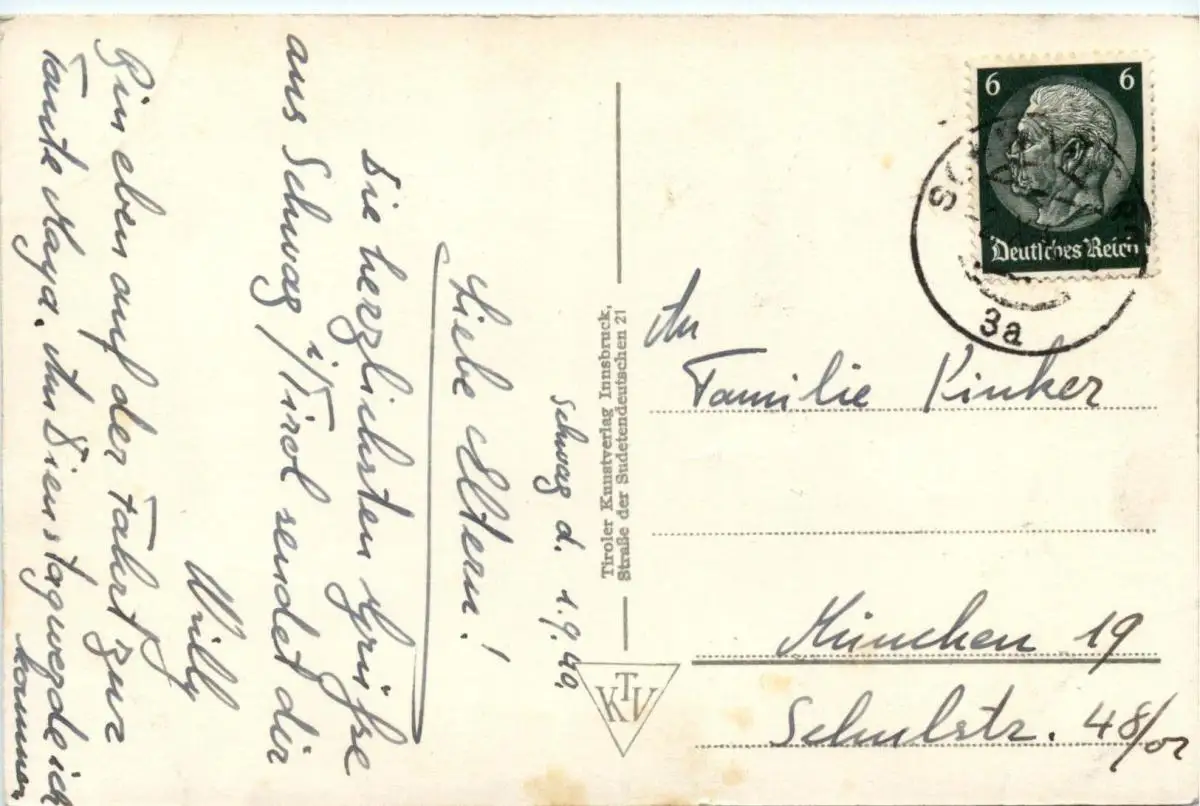 Schwaz d. 1.9.40.
Liebe Eltern!
Die herzlichsten Grüße
aus Schwaz i/Tirol sendet dir
Willy
Bin eben auf der Fahrt zur
Tante Mayd. Am Dienstag werde ich
kommen
Tiroler Kunstverlag Innsbruck,
Straße der Sudetendeutschen 21
KTV
6 6
Deutsches Reich
3a
An
Familie Pinker
München 19
Schulstr. 48/